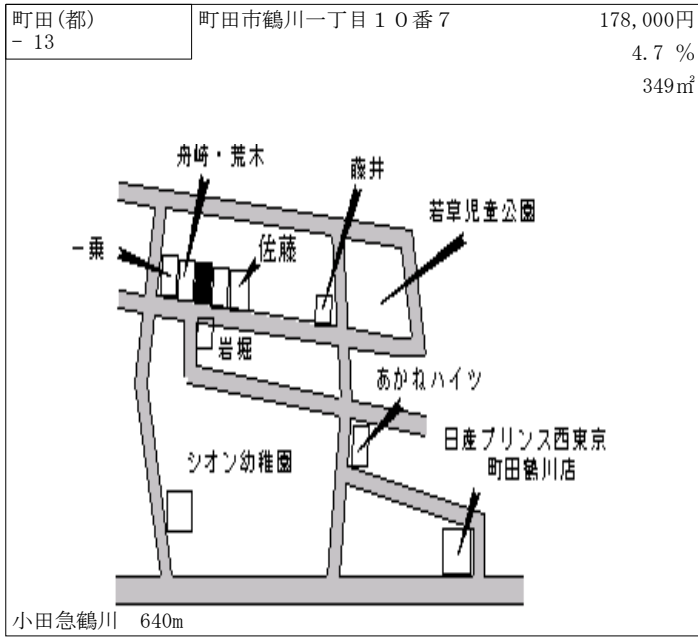 町田(都)
- 13
町田市鶴川一丁目１０番７
178,000円
4.7 %
349㎡
舟崎・荒木
藤井
若草児童公園
一乗
佐藤
岩堀
あかねハイツ
シオン幼稚園
日産プリンス西東京
町田鶴川店
小田急鶴川　640m